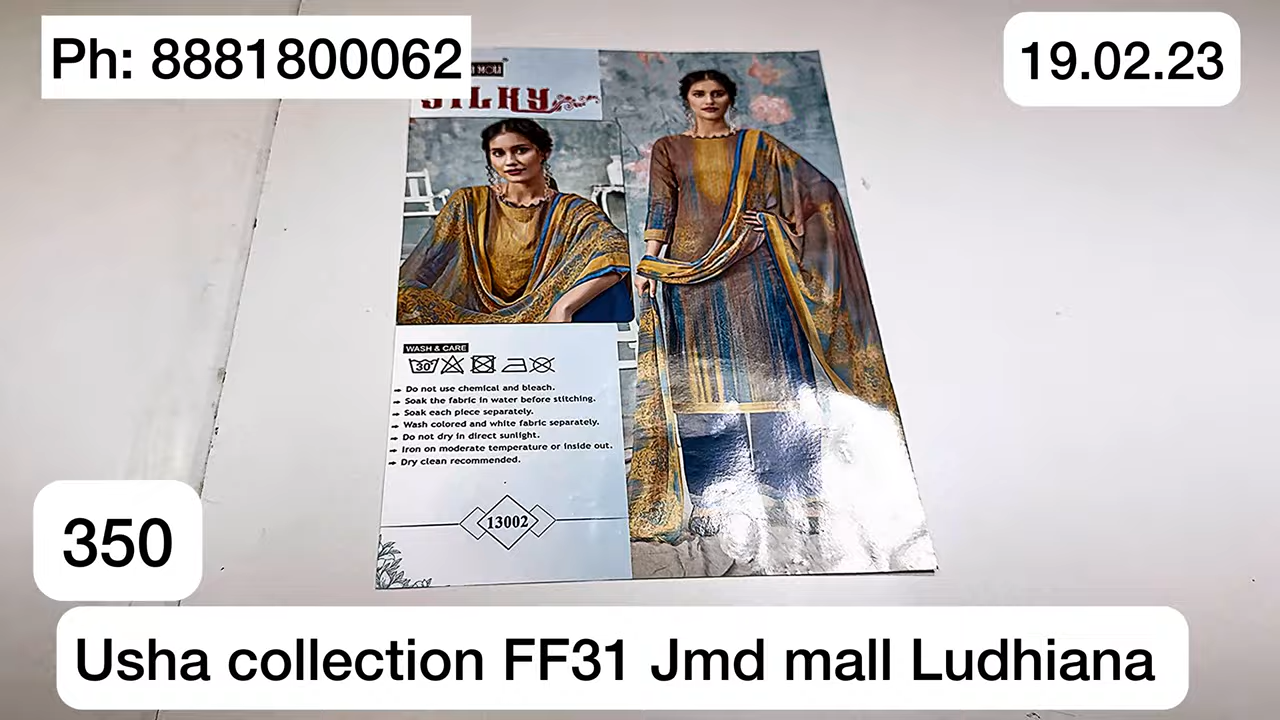 Ph: 8881800062
19.02.23
SILKY
WASH & CARE
30°
Do not use chemical and bleach.
Soak the fabric in water before stitching.
Soak each piece separately.
Wash colored and white fabric separately.
Do not dry in direct sunlight.
Iron on moderate temperature or inside out.
Dry clean recommended.
13002
350
Usha collection FF31 Jmd mall Ludhiana